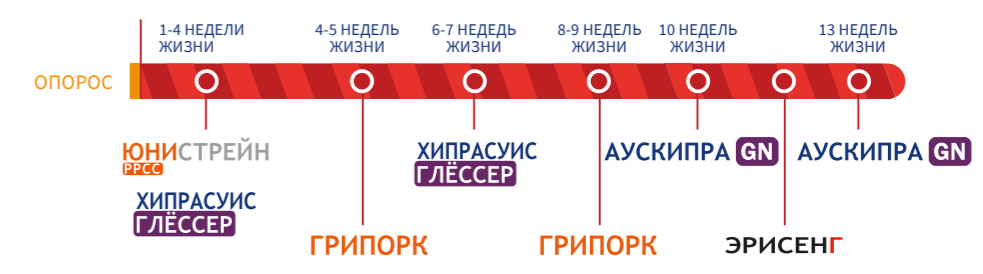 1-4 НЕДЕЛИ
ЖИЗНИ
4-5 НЕДЕЛЬ
ЖИЗНИ
6-7 НЕДЕДЬ
ЖИЗНИ
8-9 НЕДЕЛЬ
ЖИЗНИ
10 НЕДЕЛЬ
ЖИЗНИ
13 НЕДЕЛЬ
ЖИЗНИ
ОПОРОС
ЮНИСТРЕЙН
РРСС
ХИПРАСУИС
ГЛЁССЕР
ГРИПОРК
ХИПРАСУИС
ГЛЁССЕР
ГРИПОРК
АУСКИПРА GN
ЭРИСЕНГ
АУСКИПРА GN